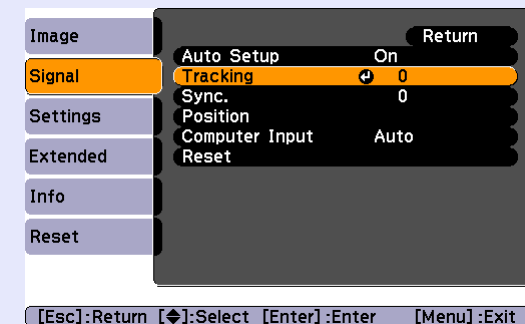 Image
Signal
Settings
Extended
Info
Reset
Return
Auto Setup On
Tracking 0
Sync. 0
Position
Computer Input Auto
Reset
[Esc]:Return [◆]:Select [Enter]:Enter [Menu]:Exit